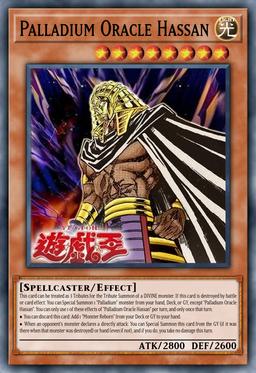 PALLADIUM ORACLE HASSAN
光
遊戯王
[SPELLCASTER/EFFECT]
This card can be treated as 3 Tributes for the Tribute Summon of a DIVINE monster. If this card is destroyed by battle
or card effect: You can Special Summon 1 "Palladium" monster from your hand, Deck, or GY, except "Palladium Oracle
Hassan". You can only use 1 of these effects of "Palladium Oracle Hassan" per turn, and only once that turn.
● You can discard this card: Add 1 "Monster Reborn" from your Deck or GY to your hand.
● When an opponent's monster declares a directly attack: You can Special Summon this card from the GY (if it was
there when that monster was destroyed) or hand (even if not), and if you do, you take no damage this turn.
ATK/2800 DEF/2600